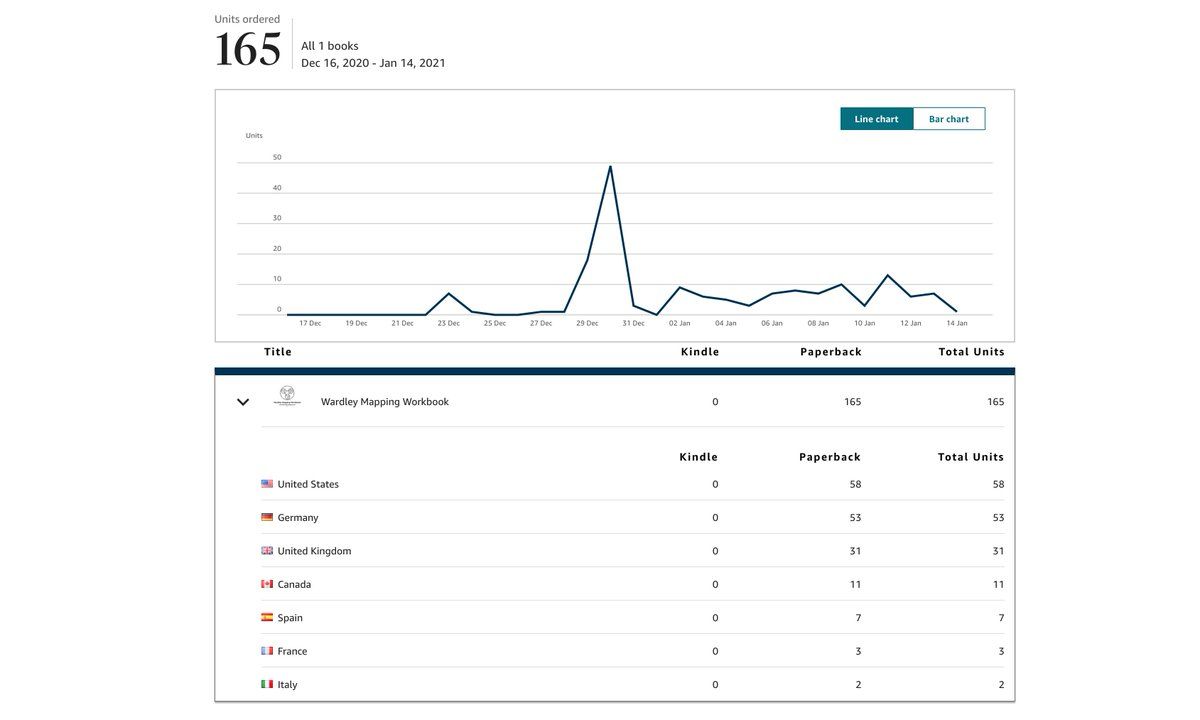 Units ordered
165
All 1 books
Dec 16, 2020 - Jan 14, 2021
Line chart
Bar chart
Units
50
40
30
20
10
0
17 Dec 19 Dec 21 Dec 23 Dec 25 Dec 27 Dec 29 Dec 31 Dec 02 Jan 04 Jan 06 Jan 08 Jan 10 Jan 12 Jan 14 Jan
Title Kindle Paperback Total Units
Wardley Mapping Workbook 0 165 165
Kindle Paperback Total Units
United States 0 58 58
Germany 0 53 53
United Kingdom 0 31 31
Canada 0 11 11
Spain 0 7 7
France 0 3 3
Italy 0 2 2